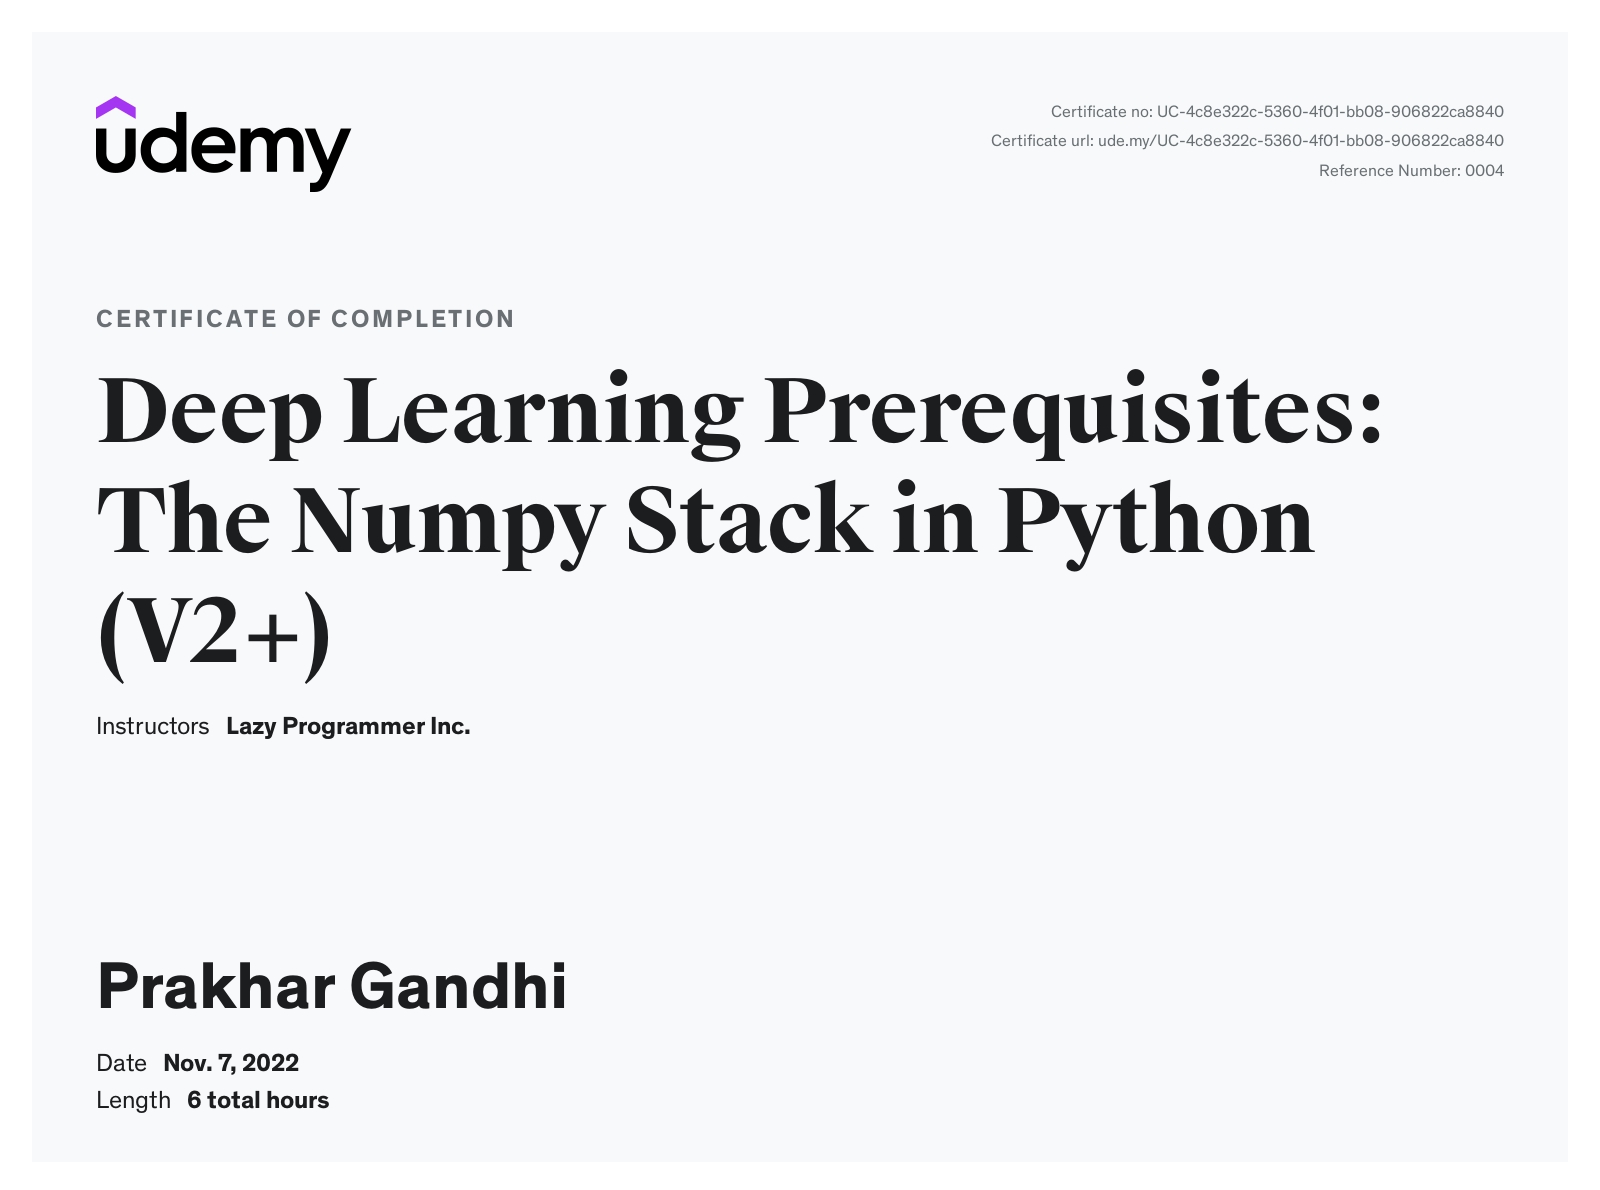 udemy
Certificate no: UC-4c8e322c-5360-4f01-bb08-906822ca8840
Certificate url: ude.my/UC-4c8e322c-5360-4f01-bb08-906822ca8840
Reference Number: 0004
CERTIFICATE OF COMPLETION
Deep Learning Prerequisites:
The Numpy Stack in Python
(V2+)
Instructors Lazy Programmer Inc.
Prakhar Gandhi
Date Nov. 7, 2022
Length 6 total hours